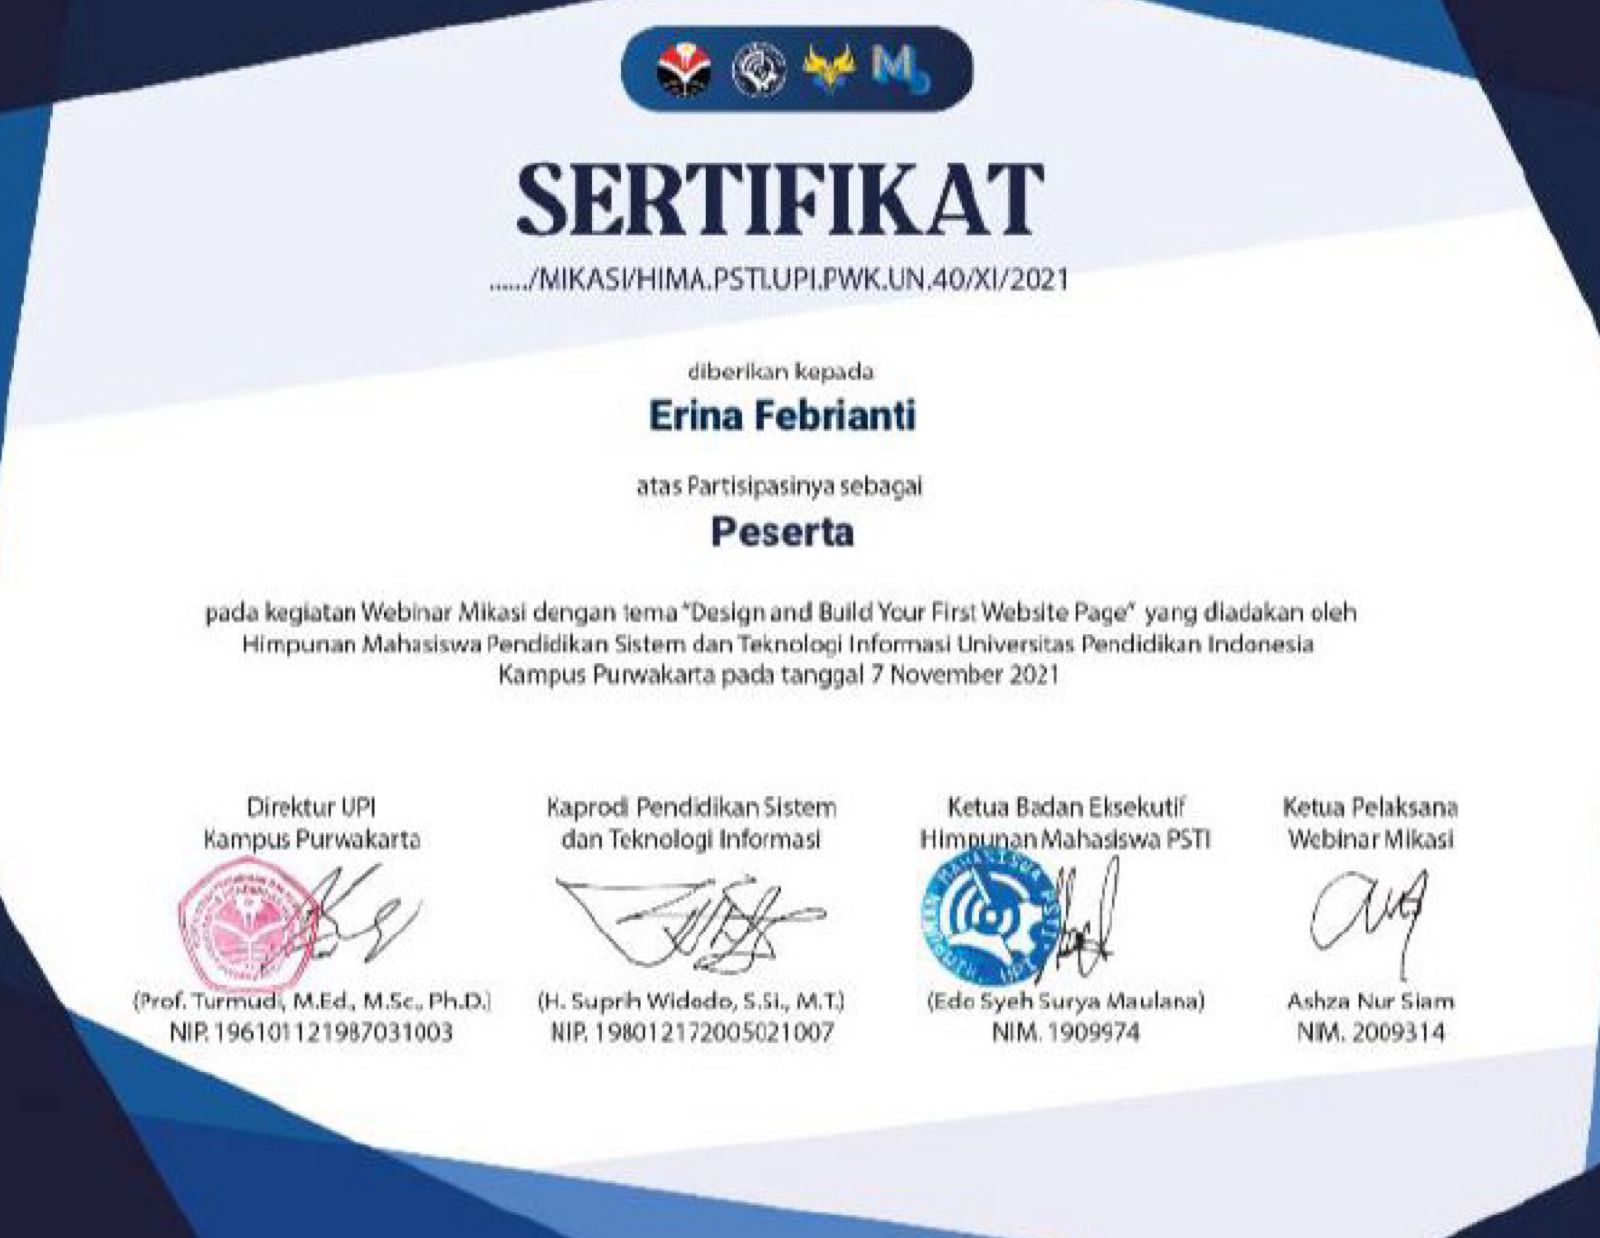 SERTIFIKAT
....../MIKASI/HIMA.PSTI.UPI.PWK.UN.40/XI/2021
diberikan kepada
Erina Febrianti
atas Partisipasinya sebagai
Peserta
pada kegiatan Webinar Mikasi dengan tema "Design and Build Your First Website Page" yang diadakan oleh
Himpunan Mahasiswa Pendidikan Sistem dan Teknologi Informasi Universitas Pendidikan Indonesia
Kampus Purwakarta pada tanggal 7 November 2021
Direktur UPI
Kampus Purwakarta
(Prof. Turmudi, M.Ed., M.Sc., Ph.D.)
NIP. 196101121987031003
Kaprodi Pendidikan Sistem
dan Teknologi Informasi
(H. Suprih Widodo, S.Si., M.T.)
NIP. 198012172005021007
Ketua Badan Eksekutif
Himpunan Mahasiswa PSTI
(Edo Syeh Surya Maulana)
NIM. 1909974
Ketua Pelaksana
Webinar Mikasi
Ashza Nur Siam
NIM. 2009314